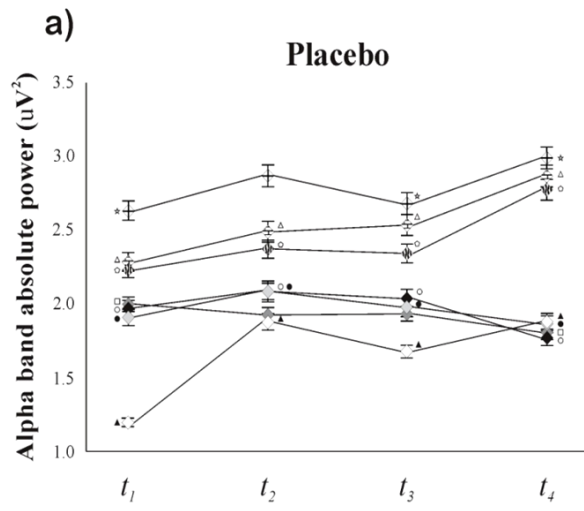 a)
Placebo
Alpha band absolute power (uV²)
3.5
3.0
2.5
2.0
1.5
1.0
t₁ t₂ t₃ t₄